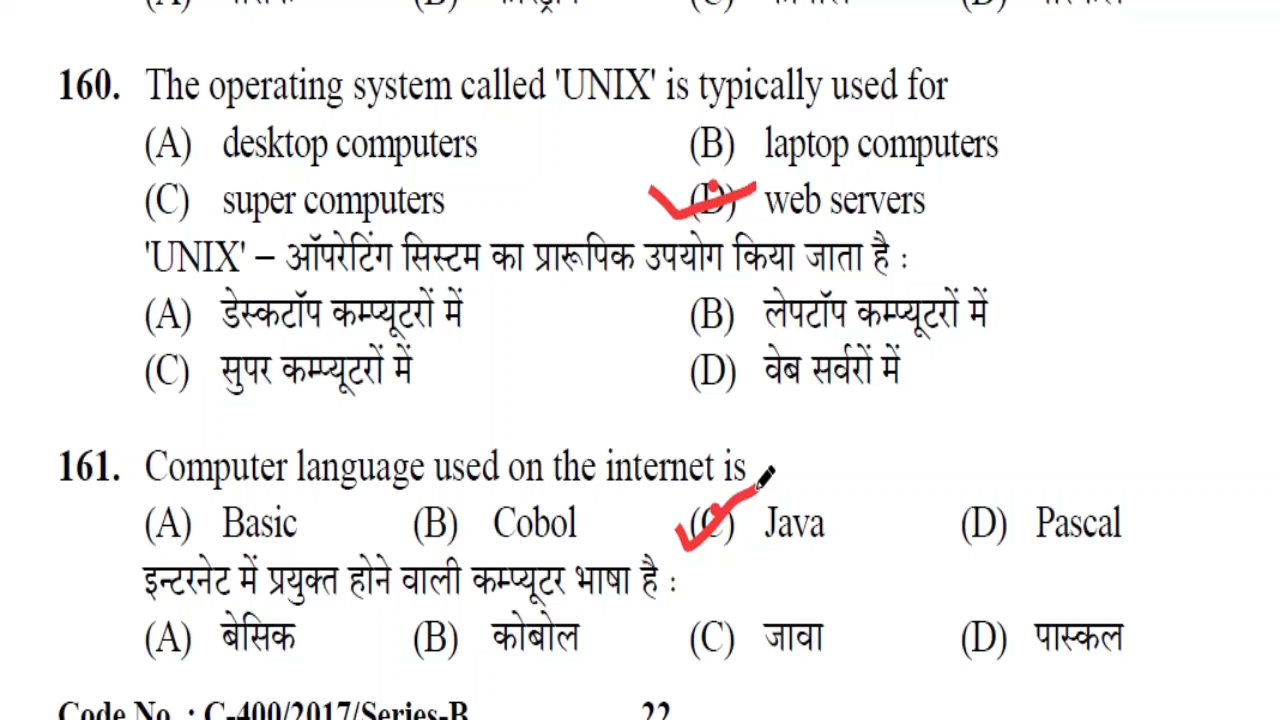 160. The operating system called 'UNIX' is typically used for
(A) desktop computers (B) laptop computers
(C) super computers (D) web servers
'UNIX' – ऑपरेटिंग सिस्टम का प्रारूपिक उपयोग किया जाता है :
(A) डेस्कटॉप कम्प्यूटरों में (B) लेपटॉप कम्प्यूटरों में
(C) सुपर कम्प्यूटरों में (D) वेब सर्वरों में
161. Computer language used on the internet is
(A) Basic (B) Cobol (C) Java (D) Pascal
इन्टरनेट में प्रयुक्त होने वाली कम्प्यूटर भाषा है :
(A) बेसिक (B) कोबोल (C) जावा (D) पास्कल
Code No. : C-400/2017/Series-B 22